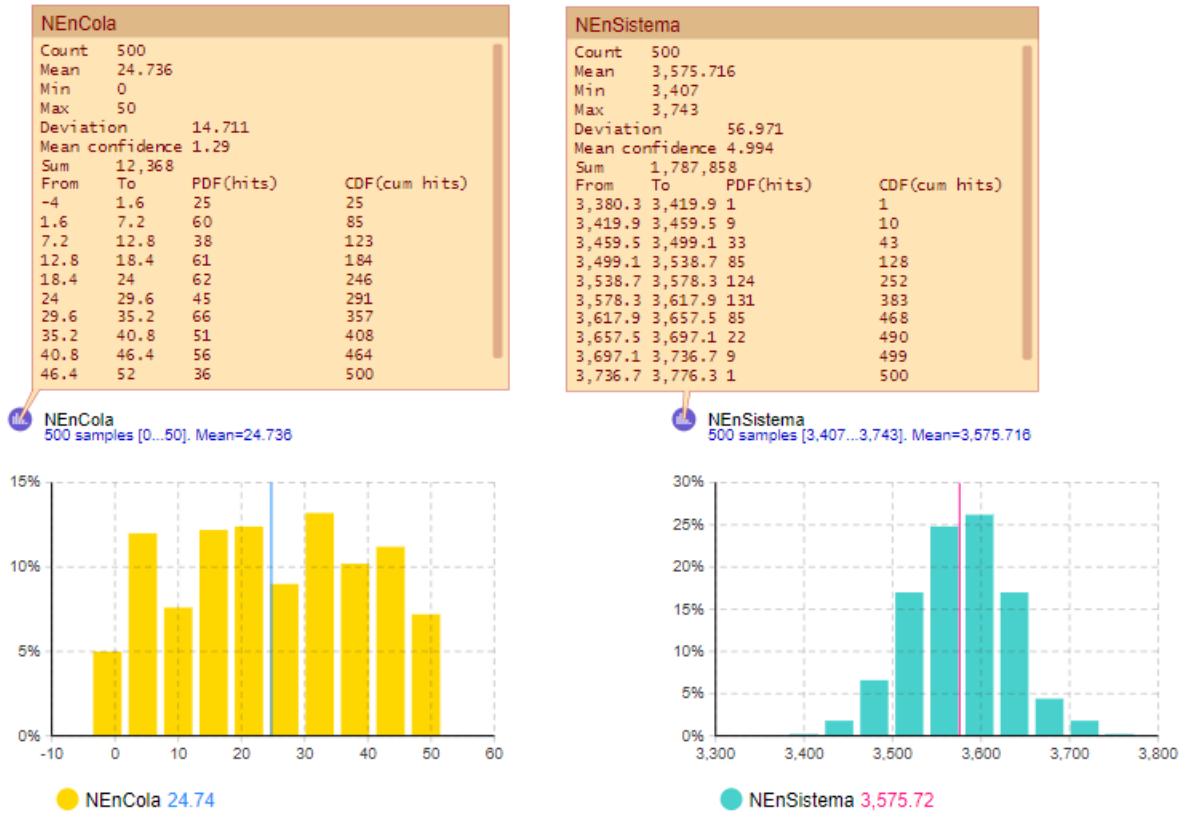 NEnCola
Count 500
Mean 24.736
Min 0
Max 50
Deviation 14.711
Mean confidence 1.29
Sum 12,368
From To PDF(hits) CDF(cum hits)
-4 1.6 25 25
1.6 7.2 60 85
7.2 12.8 38 123
12.8 18.4 61 184
18.4 24 62 246
24 29.6 45 291
29.6 35.2 66 357
35.2 40.8 51 408
40.8 46.4 56 464
46.4 52 36 500
NEnCola
500 samples [0...50]. Mean=24.736
15%
10%
5%
0%
-10 0 10 20 30 40 50 60
NEnCola 24.74
NEnSistema
Count 500
Mean 3,575.716
Min 3,407
Max 3,743
Deviation 56.971
Mean confidence 4.994
Sum 1,787,858
From To PDF(hits) CDF(cum hits)
3,380.3 3,419.9 1 1
3,419.9 3,459.5 9 10
3,459.5 3,499.1 33 43
3,499.1 3,538.7 85 128
3,538.7 3,578.3 124 252
3,578.3 3,617.9 131 383
3,617.9 3,657.5 85 468
3,657.5 3,697.1 22 490
3,697.1 3,736.7 9 499
3,736.7 3,776.3 1 500
NEnSistema
500 samples [3,407...3,743]. Mean=3,575.716
30%
25%
20%
15%
10%
5%
0%
3,300 3,400 3,500 3,600 3,700 3,800
NEnSistema 3,575.72